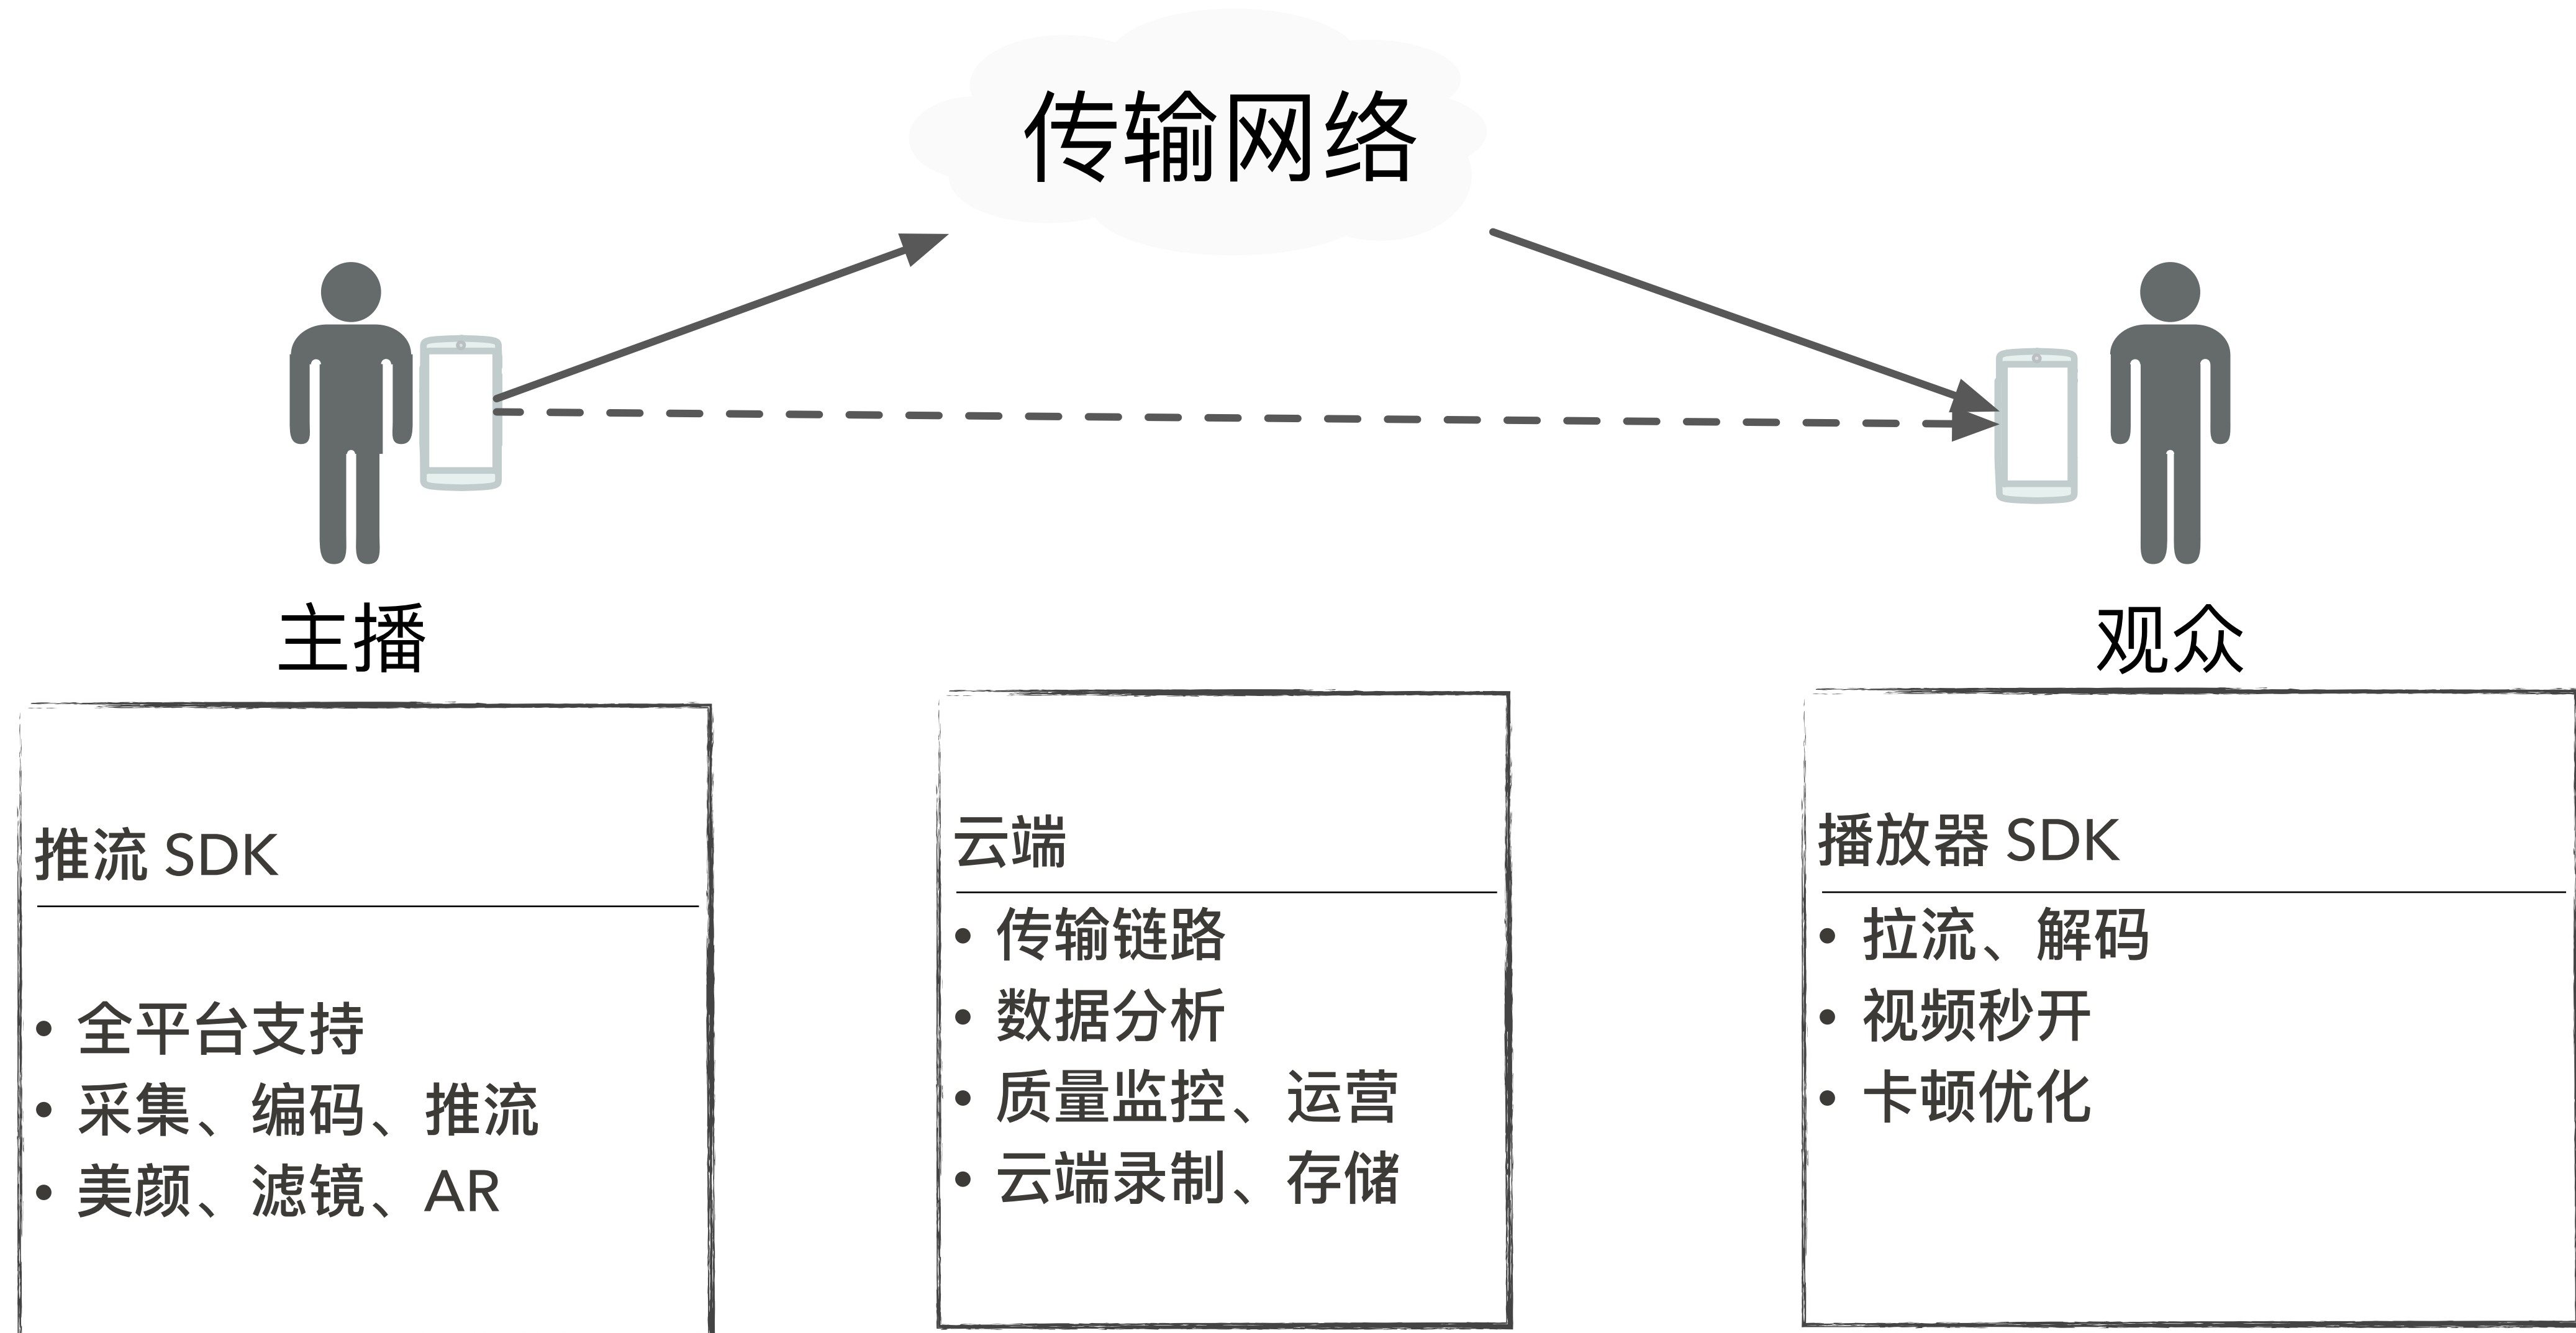 传输网络
主播
观众
推流 SDK
• 全平台支持
• 采集、编码、推流
• 美颜、滤镜、AR
云端
• 传输链路
• 数据分析
• 质量监控、运营
• 云端录制、存储
播放器 SDK
• 拉流、解码
• 视频秒开
• 卡顿优化